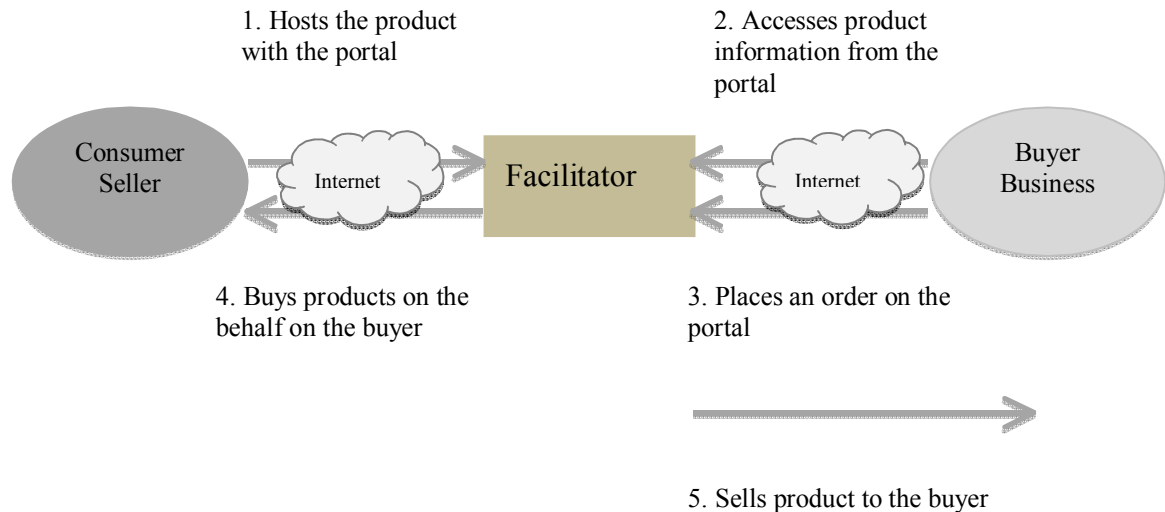 1. Hosts the product
with the portal
2. Accesses product
information from the
portal
Consumer
Seller
Internet
Facilitator
Internet
Buyer
Business
4. Buys products on the
behalf on the buyer
3. Places an order on the
portal
5. Sells product to the buyer